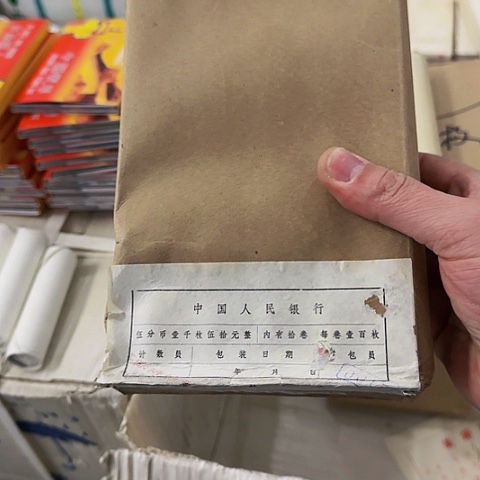 中国人民银行
伍分币壹千枚伍拾元整 内有拾卷 每卷壹百枚
计数员 包装日期 包员
年 月 日